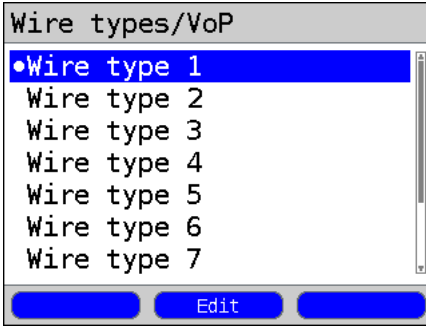 Wire types/VoP
●Wire type 1
Wire type 2
Wire type 3
Wire type 4
Wire type 5
Wire type 6
Wire type 7
Edit